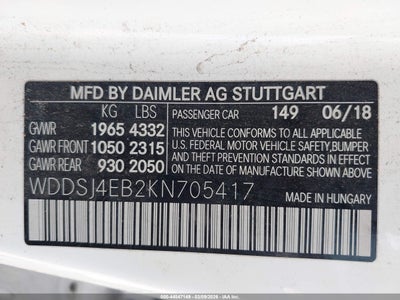 MFD BY DAIMLER AG STUTTGART
KG LBS PASSENGER CAR 149 06/18
GVWR 1965 4332
GAWR FRONT 1050 2315
GAWR REAR 930 2050
THIS VEHICLE CONFORMS TO ALL APPLICABLE
U.S. FEDERAL MOTOR VEHICLE SAFETY, BUMPER,
AND THEFT PREVENTION STANDARDS IN EFFECT
ON THE DATE OF MANUFACTURE SHOWN ABOVE.
WDDSJ4EB2KN705417
MADE IN HUNGARY